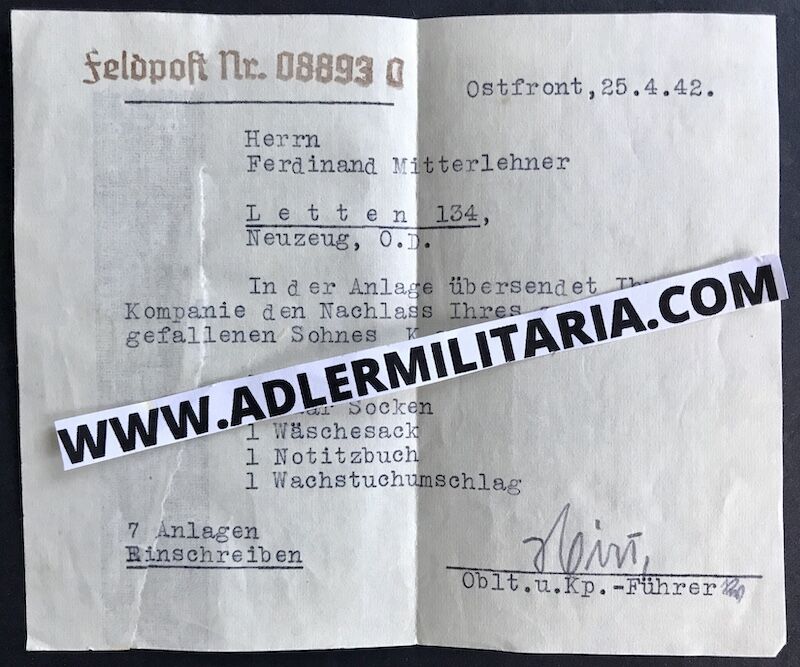 Feldpost Nr. 08893 D
Ostfront,25.4.42.
Herrn
Ferdinand Mitterlehner
L e t t e n 134,
Neuzeug, O.D.
In der Anlage übersendet
Kompanie den Nachlass Ihres
gefallenen Sohnes
WWW.ADLERMILITARIA.COM
Socken
1 Wäschesack
1 Notitzbuch
1 Wachstuchumschlag
7 Anlagen
Einschreiben
Oblt.u.Kp.-Führer